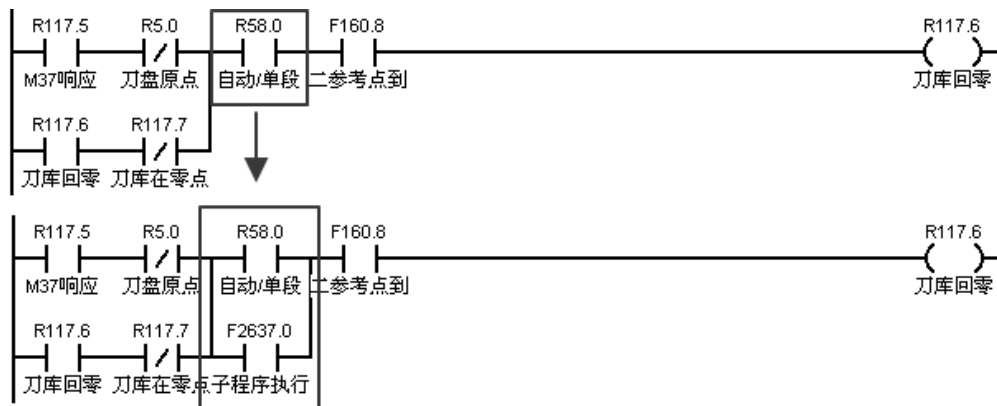 R117.5 R5.0 R58.0 F160.8 R117.6
M37响应 刀盘原点 自动/单段 二参考点到 刀库回零
R117.6 R117.7
刀库回零 刀库在零点
R117.5 R5.0 R58.0 F160.8 R117.6
M37响应 刀盘原点 自动/单段 二参考点到 刀库回零
R117.6 R117.7 F2637.0
刀库回零 刀库在零点 子程序执行